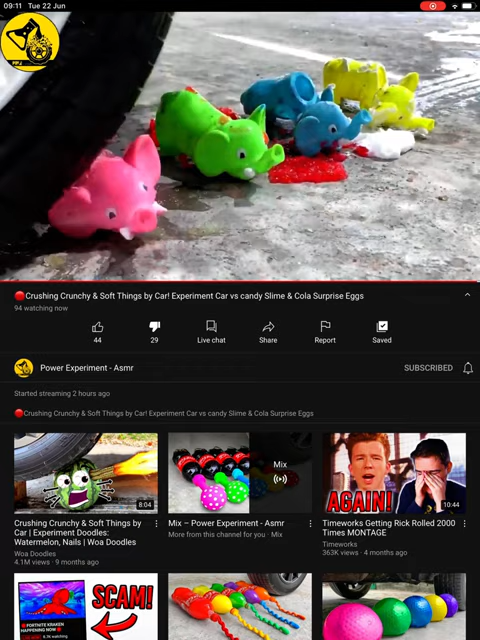 09:11 Tue 22 Jun
PPJ
🔴Crushing Crunchy & Soft Things by Car! Experiment Car vs candy Slime & Cola Surprise Eggs
94 watching now
44 29 Live chat Share Report Saved
Power Experiment - Asmr SUBSCRIBED
Started streaming 2 hours ago
🔴Crushing Crunchy & Soft Things by Car! Experiment Car vs candy Slime & Cola Surprise Eggs
8:04
Mix
AGAIN!
10:44
Crushing Crunchy & Soft Things by
Car | Experiment Doodles:
Watermelon, Nails | Woa Doodles
Woa Doodles
4.1M views · 9 months ago
Mix – Power Experiment - Asmr
More from this channel for you · Mix
Timeworks Getting Rick Rolled 2000
Times MONTAGE
Timeworks
363K views · 4 months ago
SCAM!
FORTNITE KRAKEN
HAPPENING NOW